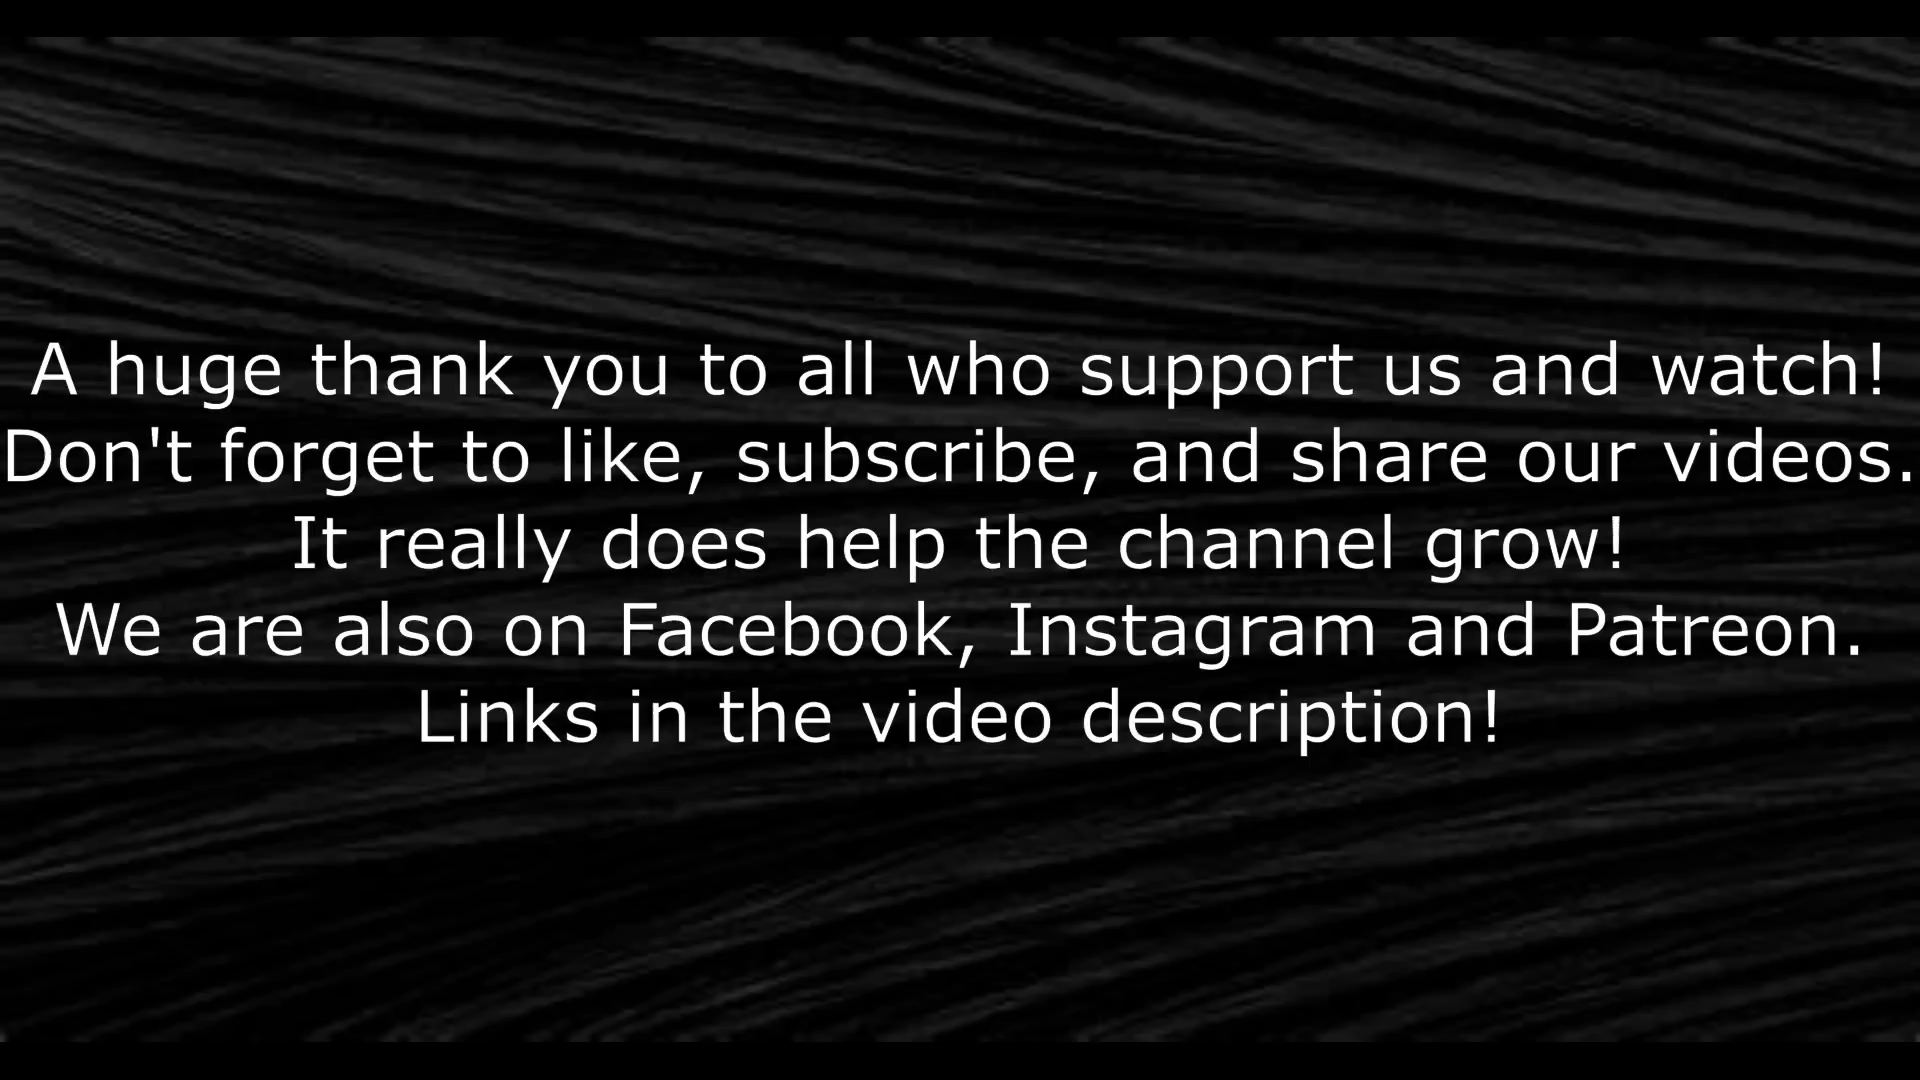 A huge thank you to all who support us and watch!
Don't forget to like, subscribe, and share our videos.
It really does help the channel grow!
We are also on Facebook, Instagram and Patreon.
Links in the video description!